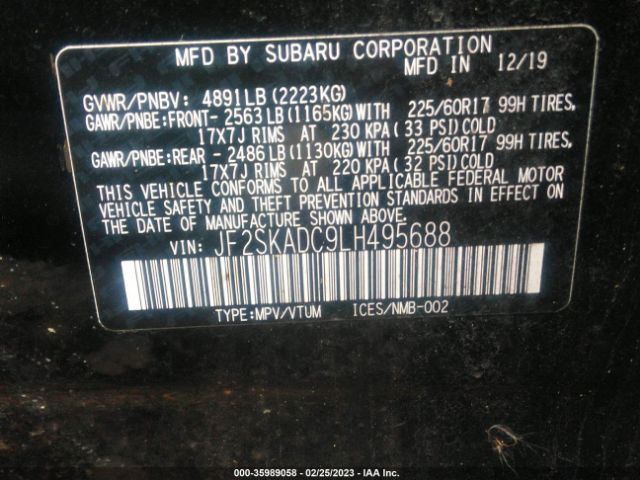 MFD BY SUBARU CORPORATION
MFD IN 12/19
GVWR/PNBV: 4891LB (2223KG)
GAWR/PNBE:FRONT- 2563LB (1165KG) WITH 225/60R17 99H TIRES,
17X7J RIMS AT 230 KPA ( 33 PSI) COLD
GAWR/PNBE:REAR - 2486LB (1130KG) WITH 225/60R17 99H TIRES,
17X7J RIMS AT 220 KPA ( 32 PSI) COLD
THIS VEHICLE CONFORMS TO ALL APPLICABLE FEDERAL MOTOR
VEHICLE SAFETY AND THEFT PREVENTION STANDARDS IN EFFECT ON
THE DATE OF MANUFACTURE SHOWN ABOVE.
VIN: JF2SKADC9LH495688
TYPE:MPV/VTUM ICES/NMB-002
000-35989058 - 02/25/2023 - IAA Inc.